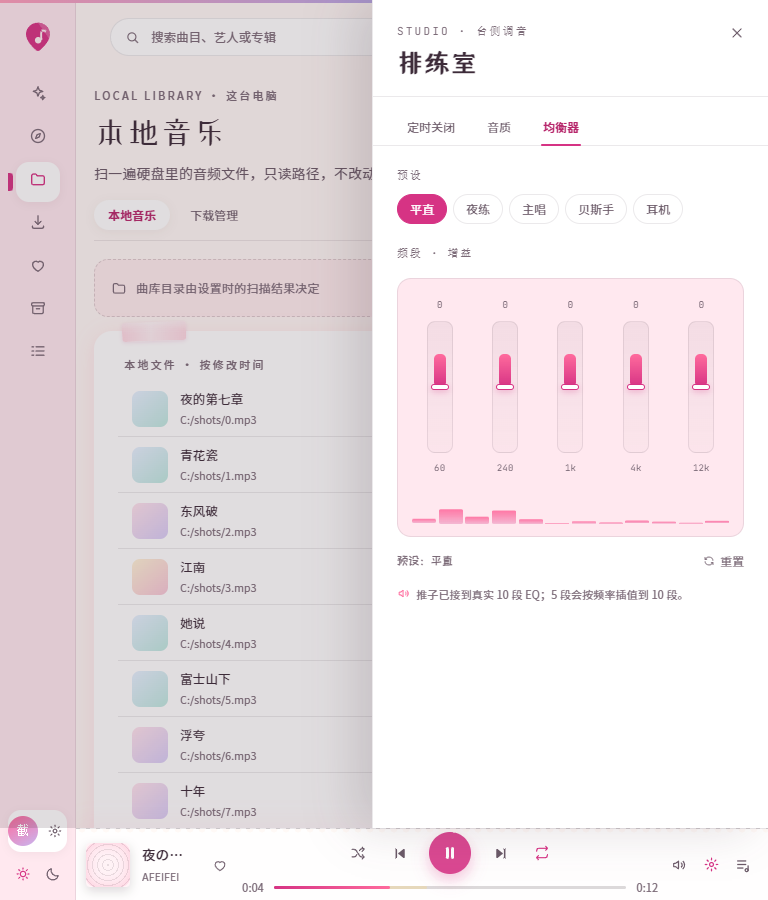 搜索曲目、艺人或专辑
LOCAL LIBRARY • 这台电脑
本地音乐
扫一遍硬盘里的音频文件，只读路径，不改动
本地音乐
下载管理
曲库目录由设置时的扫描结果决定
本地文件 • 按修改时间
夜的第七章
C:/shots/0.mp3
青花瓷
C:/shots/1.mp3
东风破
C:/shots/2.mp3
江南
C:/shots/3.mp3
她说
C:/shots/4.mp3
富士山下
C:/shots/5.mp3
浮夸
C:/shots/6.mp3
十年
C:/shots/7.mp3
STUDIO · 台侧调音
排练室
定时关闭 音质 均衡器
预设
平直 夜练 主唱 贝斯手 耳机
频段 · 增益
0 0 0 0 0
60 240 1k 4k 12k
预设：平直
重置
推子已接到真实 10 段 EQ；5 段会按频率插值到 10 段。
截
夜の…
AFEIFEI
0:04
0:12